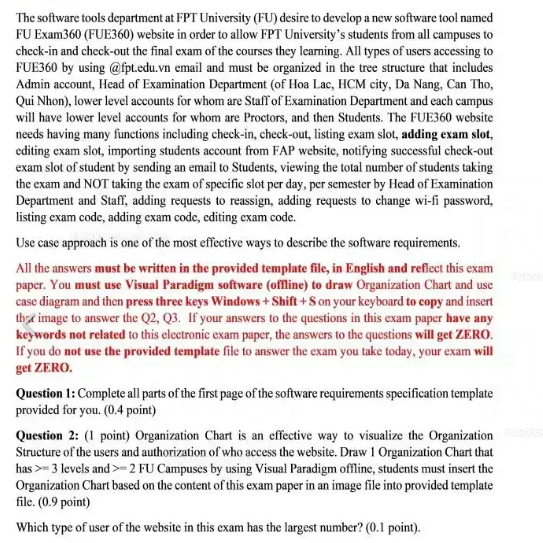 The software tools department at FPT University (FU) desire to develop a new software tool named
FU Exam360 (FUE360) website in order to allow FPT University's students from all campuses to
check-in and check-out the final exam of the courses they learning. All types of users accessing to
FUE360 by using @fpt.edu.vn email and must be organized in the tree structure that includes
Admin account, Head of Examination Department (of Hoa Lac, HCM city, Da Nang, Can Tho,
Qui Nhon), lower level accounts for whom are Staff of Examination Department and each campus
will have lower level accounts for whom are Proctors, and then Students. The FUE360 website
needs having many functions including check-in, check-out, listing exam slot, adding exam slot,
editing exam slot, importing students account from FAP website, notifying successful check-out
exam slot of student by sending an email to Students, viewing the total number of students taking
the exam and NOT taking the exam of specific slot per day, per semester by Head of Examination
Department and Staff, adding requests to reassign, adding requests to change wi-fi password,
listing exam code, adding exam code, editing exam code.
Use case approach is one of the most effective ways to describe the software requirements.
All the answers must be written in the provided template file, in English and reflect this exam
paper. You must use Visual Paradigm software (offline) to draw Organization Chart and use
case diagram and then press three keys Windows + Shift + S on your keyboard to copy and insert
the image to answer the Q2, Q3. If your answers to the questions in this exam paper have any
keywords not related to this electronic exam paper, the answers to the questions will get ZERO.
If you do not use the provided template file to answer the exam you take today, your exam will
get ZERO.
Question 1: Complete all parts of the first page of the software requirements specification template
provided for you. (0.4 point)
Question 2: (1 point) Organization Chart is an effective way to visualize the Organization
Structure of the users and authorization of who access the website. Draw 1 Organization Chart that
has >= 3 levels and >= 2 FU Campuses by using Visual Paradigm offline, students must insert the
Organization Chart based on the content of this exam paper in an image file into provided template
file. (0.9 point)
Which type of user of the website in this exam has the largest number? (0.1 point).